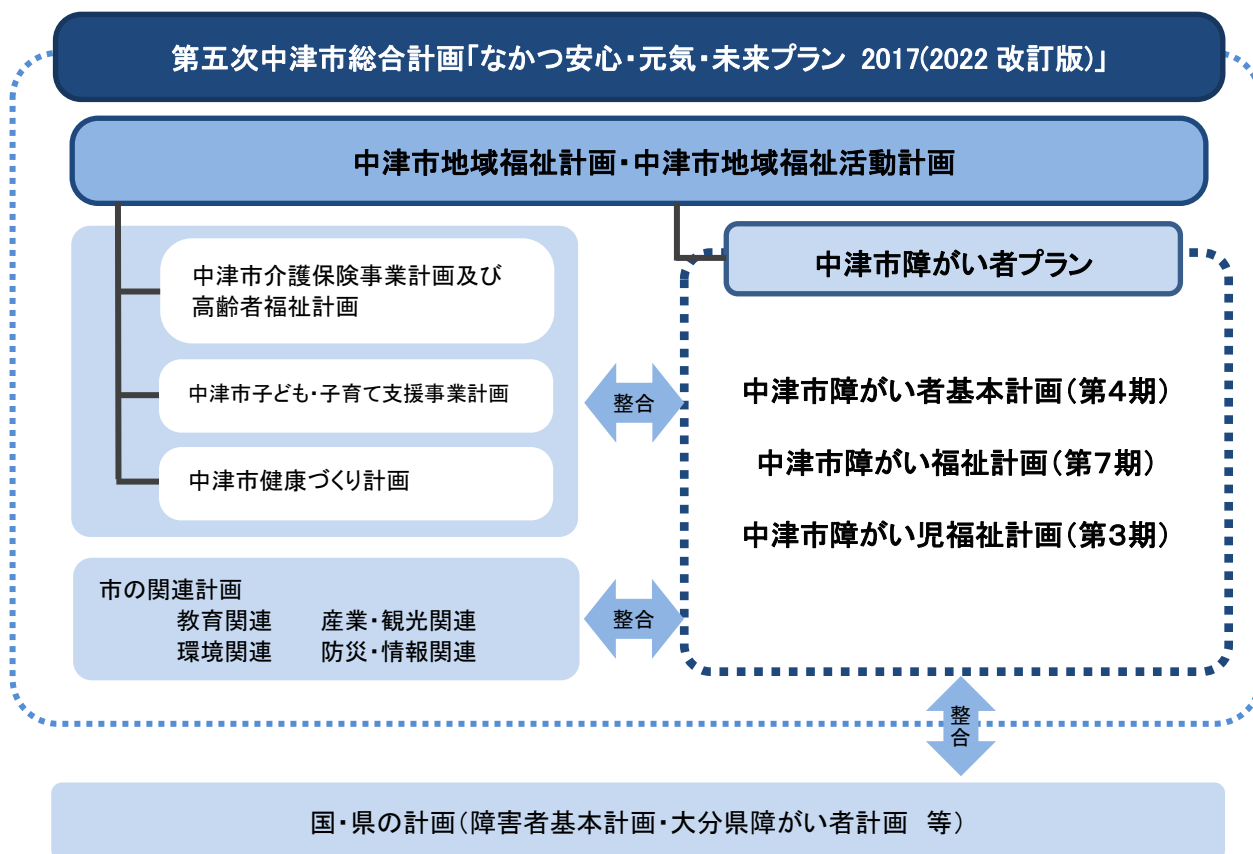 第五次中津市総合計画「なかつ安心・元気・未来プラン 2017(2022 改訂版)」
中津市地域福祉計画・中津市地域福祉活動計画
中津市介護保険事業計画及び
高齢者福祉計画
中津市子ども・子育て支援事業計画
中津市健康づくり計画
整合
中津市障がい者プラン
中津市障がい者基本計画（第４期）
中津市障がい福祉計画（第７期）
中津市障がい児福祉計画（第３期）
市の関連計画
教育関連　産業・観光関連
環境関連　防災・情報関連
整合
整合
国・県の計画（障害者基本計画・大分県障がい者計画　等）